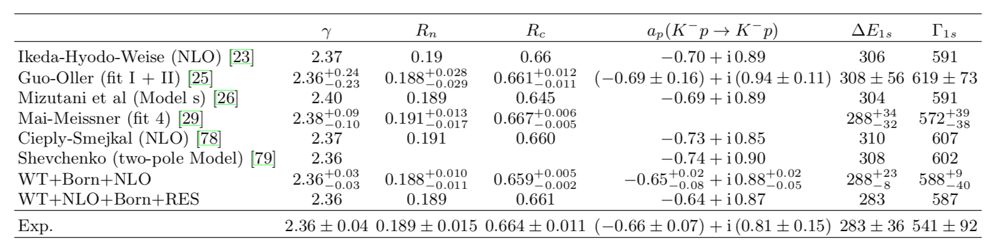 γ R_n R_c a_p(K⁻p → K⁻p) ΔE_{1s} Γ_{1s}
Ikeda-Hyodo-Weise (NLO) [23] 2.37 0.19 0.66 −0.70 + i 0.89 306 591
Guo-Oller (fit I + II) [25] 2.36^{+0.24}_{−0.23} 0.188^{+0.028}_{−0.029} 0.661^{+0.012}_{−0.011} (−0.69 ± 0.16) + i (0.94 ± 0.11) 308 ± 56 619 ± 73
Mizutani et al (Model s) [26] 2.40 0.189 0.645 −0.69 + i 0.89 304 591
Mai-Meissner (fit 4) [29] 2.38^{+0.09}_{−0.10} 0.191^{+0.013}_{−0.017} 0.667^{+0.006}_{−0.005} 288^{+34}_{−32} 572^{+39}_{−38}
Cieply-Smejkal (NLO) [78] 2.37 0.191 0.660 −0.73 + i 0.85 310 607
Shevchenko (two-pole Model) [79] 2.36 −0.74 + i 0.90 308 602
WT+Born+NLO 2.36^{+0.03}_{−0.03} 0.188^{+0.010}_{−0.011} 0.659^{+0.005}_{−0.002} −0.65^{+0.02}_{−0.08} + i 0.88^{+0.02}_{−0.05} 288^{+23}_{−8} 588^{+9}_{−40}
WT+NLO+Born+RES 2.36 0.189 0.661 −0.64 + i 0.87 283 587
Exp. 2.36 ± 0.04 0.189 ± 0.015 0.664 ± 0.011 (−0.66 ± 0.07) + i (0.81 ± 0.15) 283 ± 36 541 ± 92